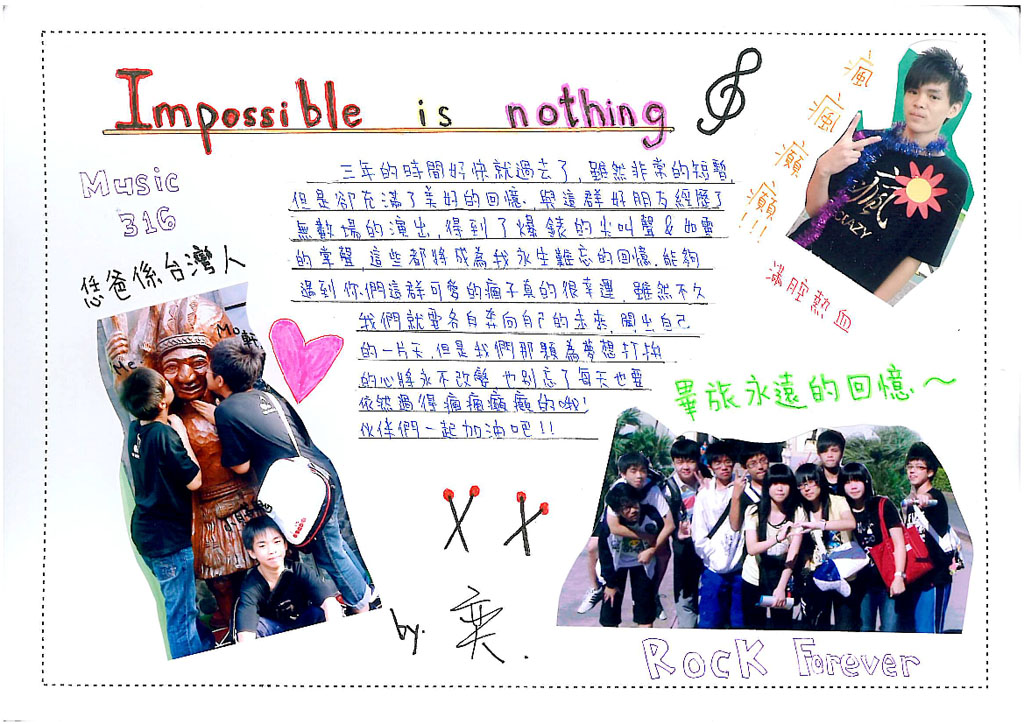 Impossible is nothing
Music
316
三年的時間好快就過去了,雖然非常的短暫,
但是卻充滿了美好的回憶.與這群好朋友經歷了
無數場的演出,得到了爆錶的尖叫聲&如雷
的掌聲,這些都將成為我永生難忘的回憶.能夠
遇到你們這群可愛的瘋子真的很幸運,雖然不久
我們就要各自奔向自己的未來,闖出自己
的一片天,但是我們那顆為夢想打拚
的心將永不改變,也別忘了每天也要
依然過得瘋瘋癲癲的哦!
伙伴們一起加油吧!!
瘋
瘋
癲
癲
!!!
瘋
CRAZY
滿腔熱血
恁爸係台灣人
Me
Mo軒
畢旅永遠的回憶.~
by. 奕.
Rock Forever